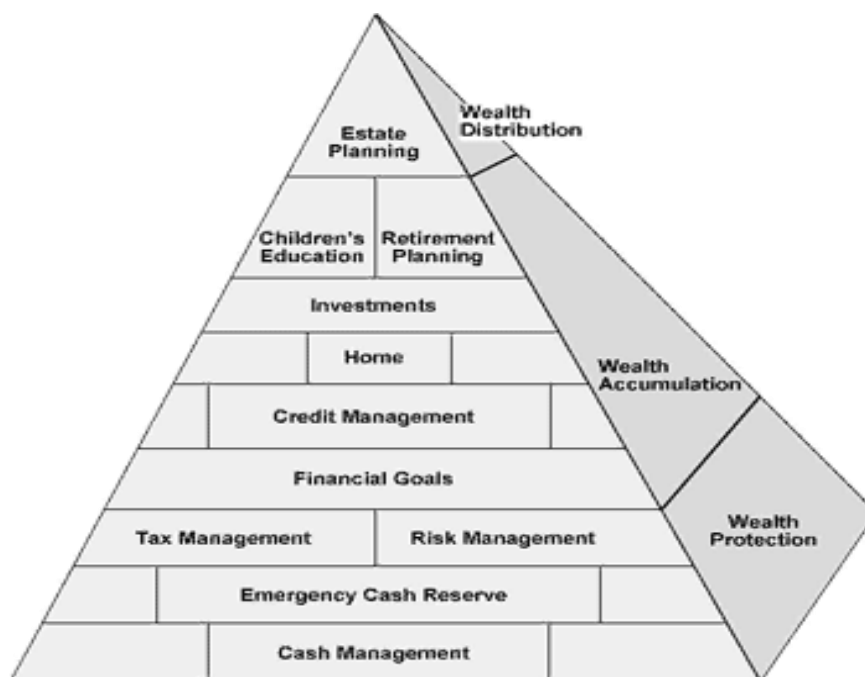 Wealth
Distribution
Estate
Planning
Children's
Education
Retirement
Planning
Investments
Home
Wealth
Accumulation
Credit Management
Financial Goals
Wealth
Protection
Tax Management
Risk Management
Emergency Cash Reserve
Cash Management